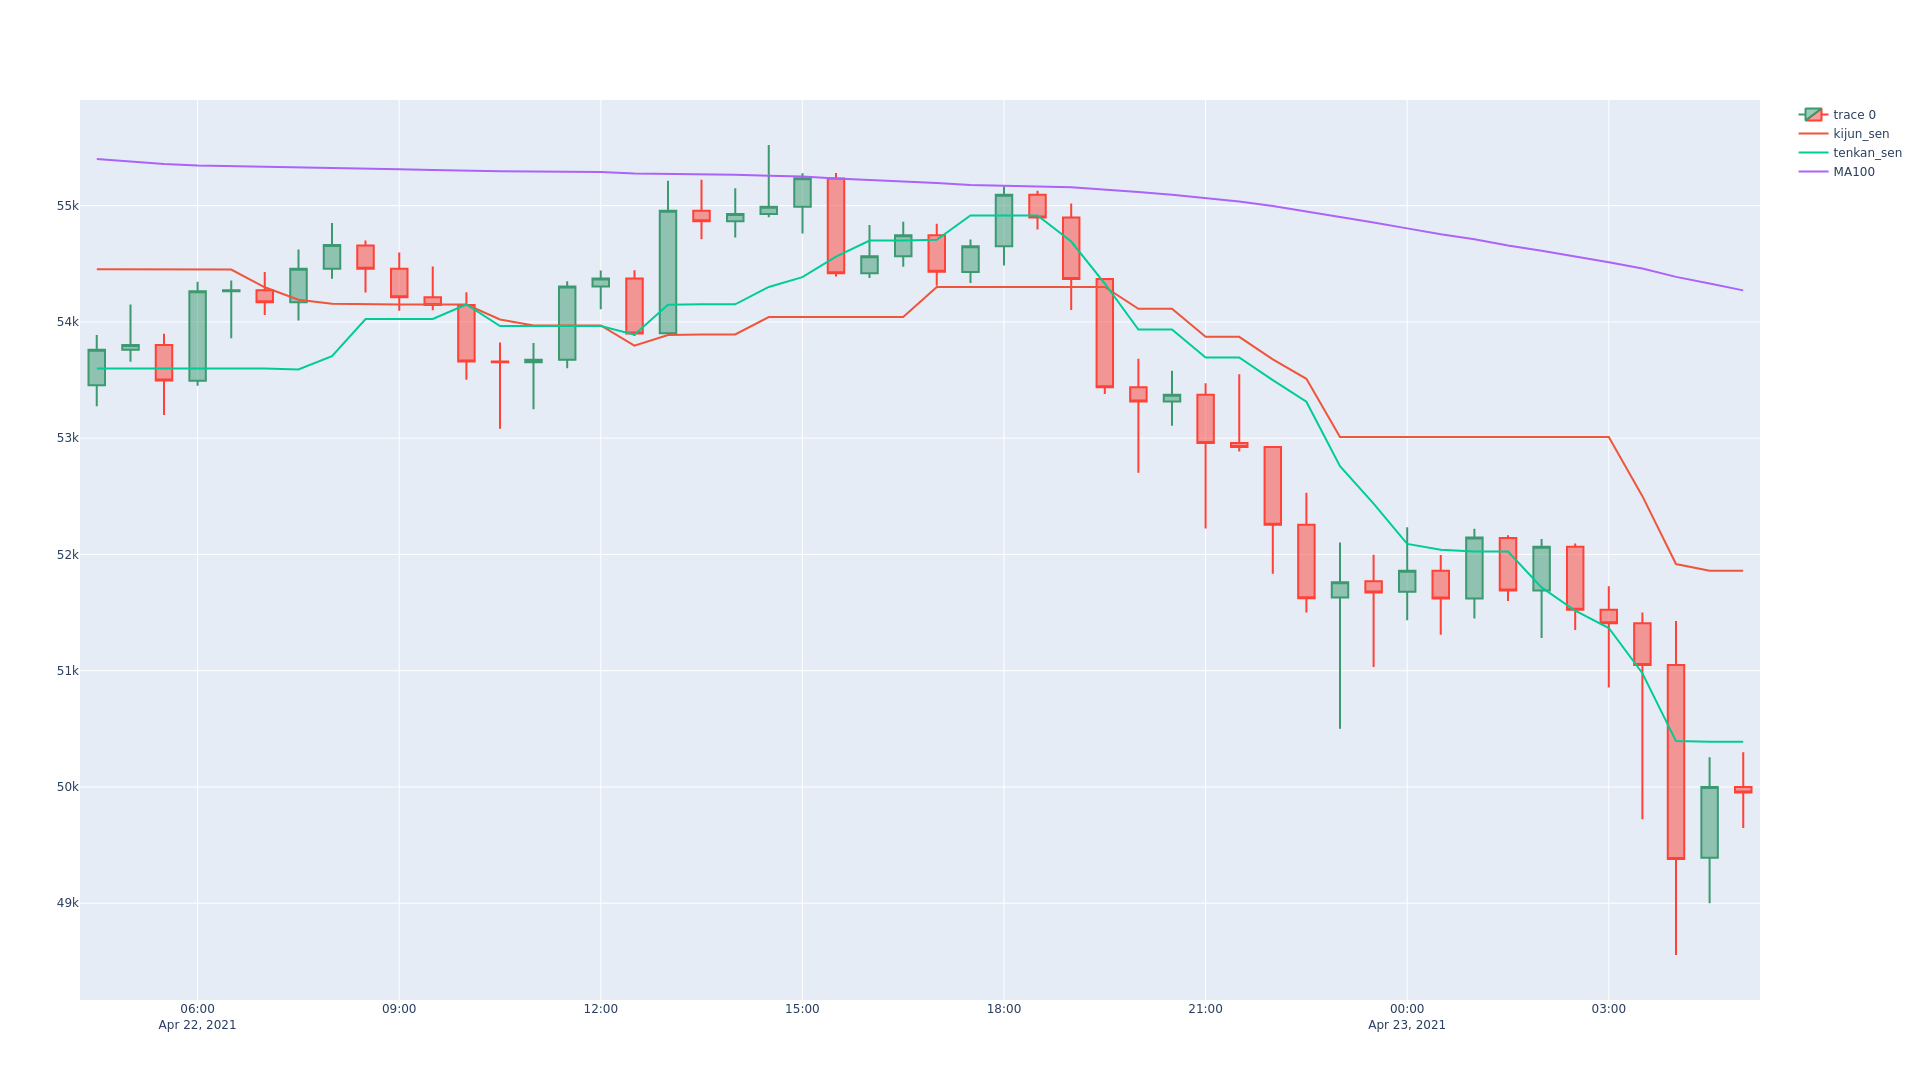 trace 0
kijun_sen
tenkan_sen
MA100
55k
54k
53k
52k
51k
50k
49k
06:00 09:00 12:00 15:00 18:00 21:00 00:00 03:00
Apr 22, 2021 Apr 23, 2021